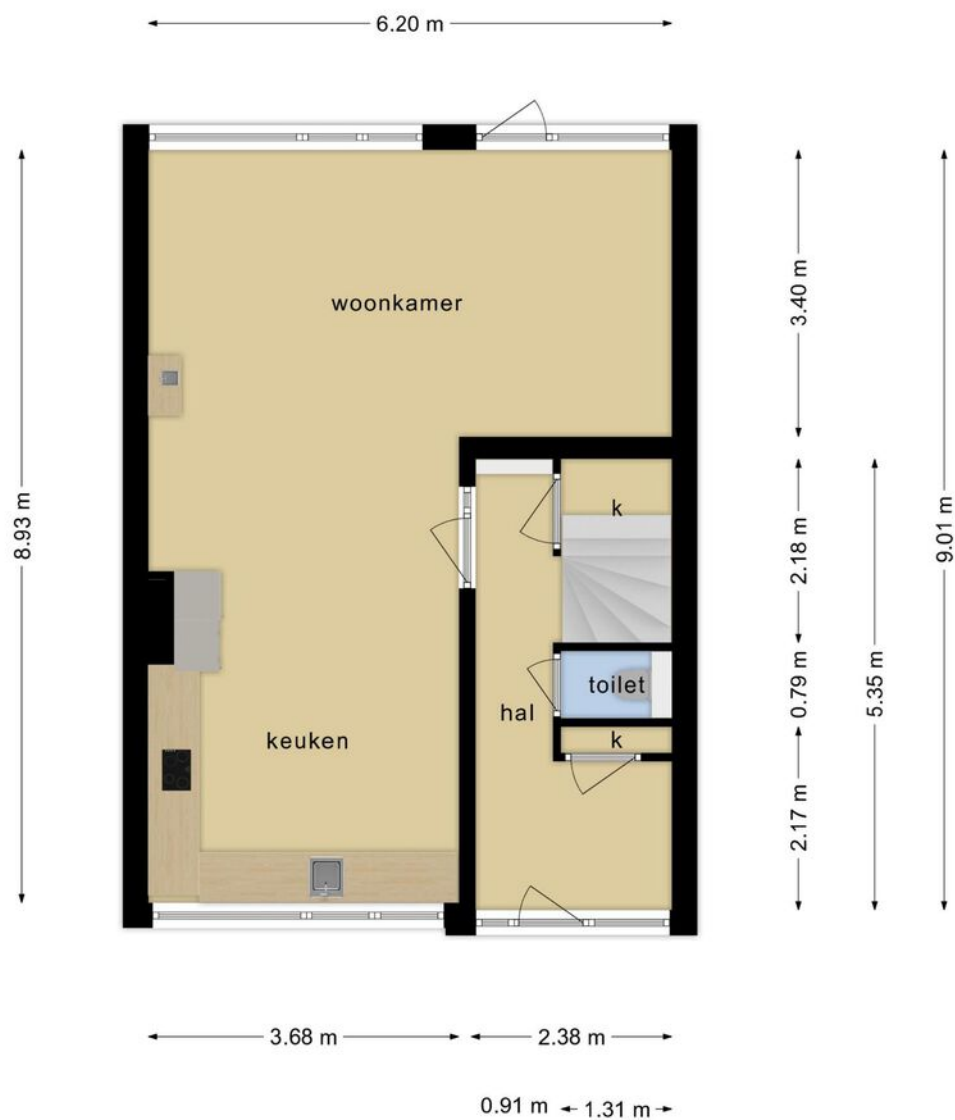 6.20 m
woonkamer
3.40 m
8.93 m
9.01 m
k
2.18 m
5.35 m
toilet
0.79 m
hal
keuken
k
2.17 m
3.68 m
2.38 m
0.91 m
1.31 m